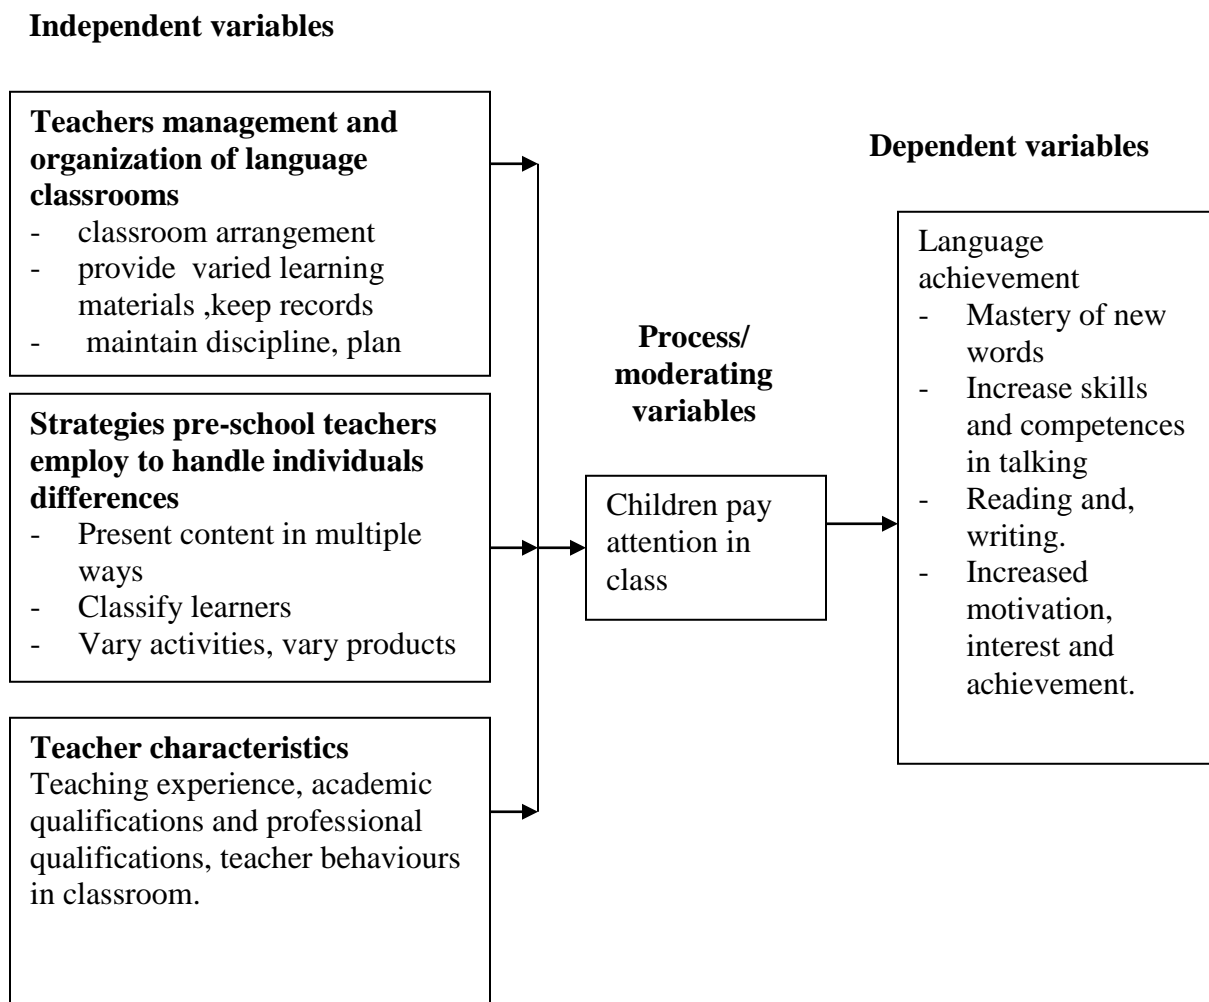 Independent variables
Teachers management and
organization of language
classrooms
- classroom arrangement
- provide varied learning
materials ,keep records
- maintain discipline, plan
Strategies pre-school teachers
employ to handle individuals
differences
- Present content in multiple
ways
- Classify learners
- Vary activities, vary products
Teacher characteristics
Teaching experience, academic
qualifications and professional
qualifications, teacher behaviours
in classroom.
Process/
moderating
variables
Children pay
attention in
class
Dependent variables
Language
achievement
- Mastery of new
words
- Increase skills
and competences
in talking
- Reading and,
writing.
- Increased
motivation,
interest and
achievement.